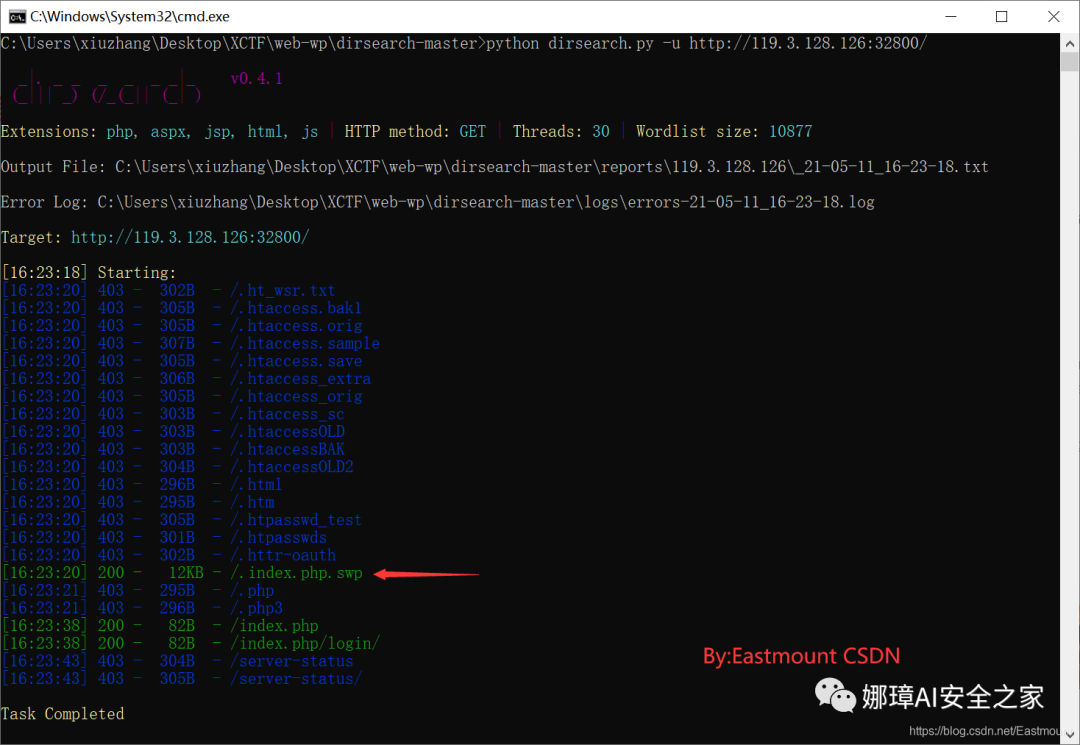 C:\Windows\System32\cmd.exe
C:\Users\xiuzhang\Desktop\XCTF\web-wp\dirsearch-master>python dirsearch.py -u http://119.3.128.126:32800/
v0.4.1
Extensions: php, aspx, jsp, html, js | HTTP method: GET | Threads: 30 | Wordlist size: 10877
Output File: C:\Users\xiuzhang\Desktop\XCTF\web-wp\dirsearch-master\reports\119.3.128.126\_21-05-11_16-23-18.txt
Error Log: C:\Users\xiuzhang\Desktop\XCTF\web-wp\dirsearch-master\logs\errors-21-05-11_16-23-18.log
Target: http://119.3.128.126:32800/
[16:23:18] Starting:
[16:23:20] 403 - 302B - /.ht_wsr.txt
[16:23:20] 403 - 305B - /.htaccess.bak1
[16:23:20] 403 - 305B - /.htaccess.orig
[16:23:20] 403 - 307B - /.htaccess.sample
[16:23:20] 403 - 305B - /.htaccess.save
[16:23:20] 403 - 306B - /.htaccess_extra
[16:23:20] 403 - 305B - /.htaccess_orig
[16:23:20] 403 - 303B - /.htaccess_sc
[16:23:20] 403 - 303B - /.htaccessOLD
[16:23:20] 403 - 303B - /.htaccessBAK
[16:23:20] 403 - 304B - /.htaccessOLD2
[16:23:20] 403 - 296B - /.html
[16:23:20] 403 - 295B - /.htm
[16:23:20] 403 - 305B - /.htpasswd_test
[16:23:20] 403 - 301B - /.htpasswds
[16:23:20] 403 - 302B - /.httr-oauth
[16:23:20] 200 - 12KB - /.index.php.swp
[16:23:21] 403 - 295B - /.php
[16:23:21] 403 - 296B - /.php3
[16:23:38] 200 - 82B - /index.php
[16:23:38] 200 - 82B - /index.php/login/
[16:23:43] 403 - 304B - /server-status
[16:23:43] 403 - 305B - /server-status/
Task Completed
By:Eastmount CSDN
娜璋AI安全之家
https://blog.csdn.net/Eastmou